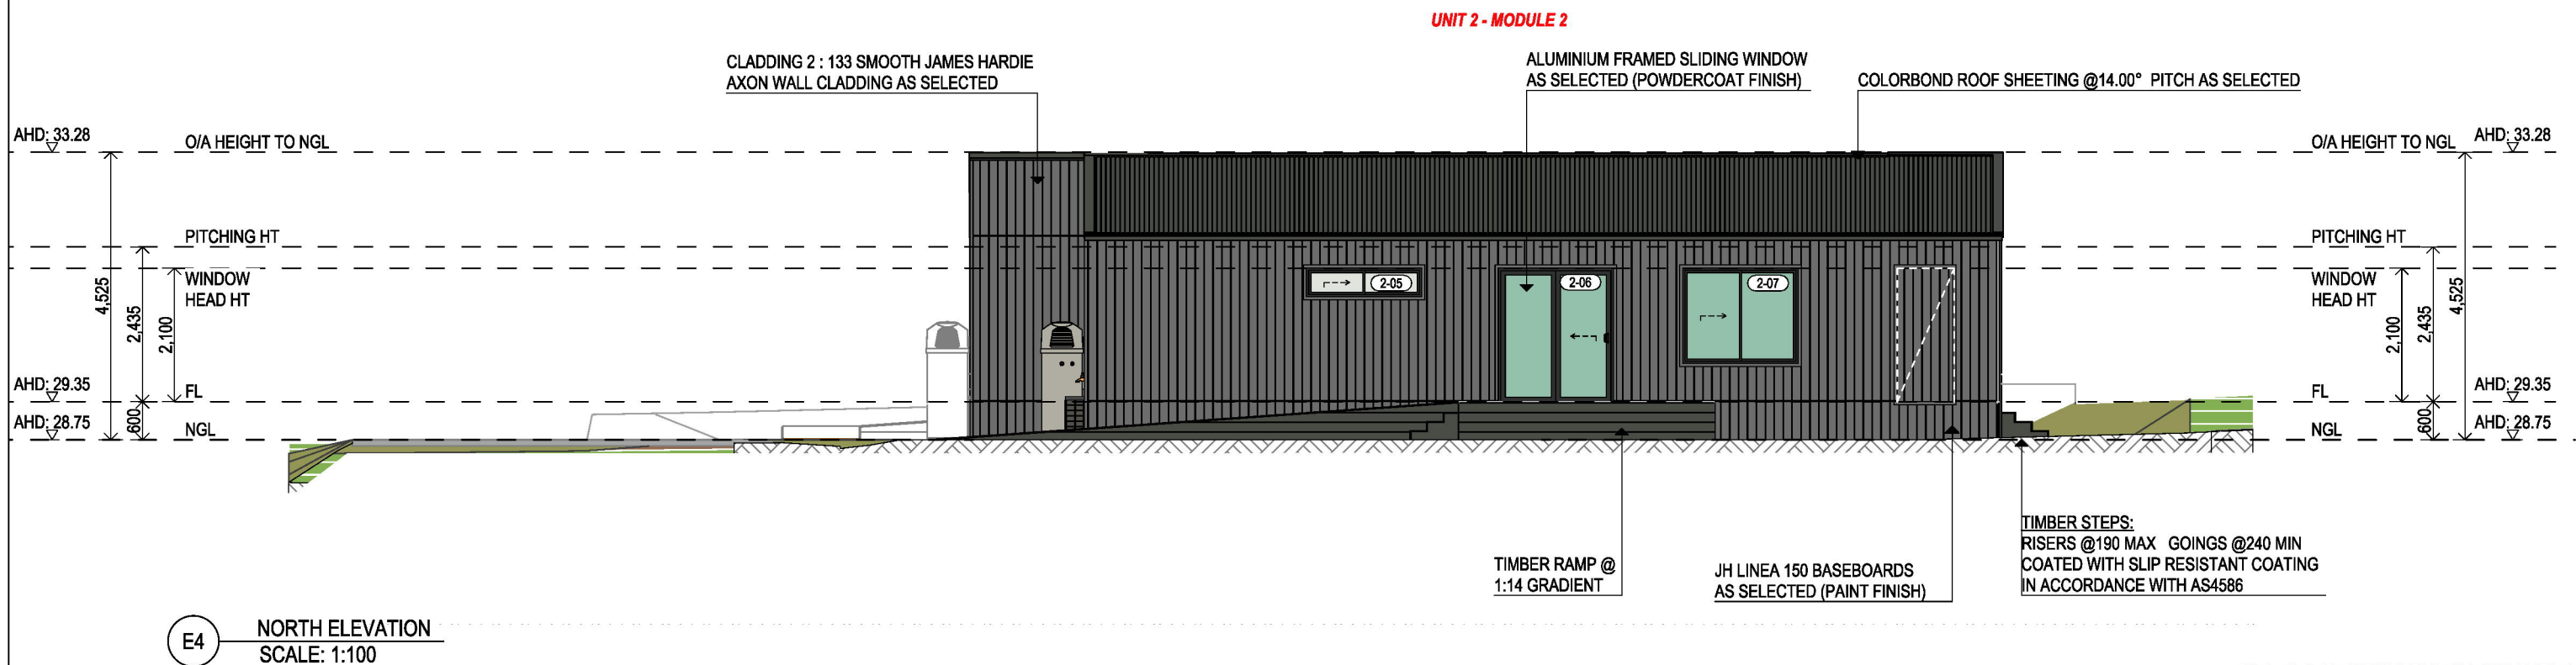 UNIT 2 - MODULE 2
CLADDING 2 : 133 SMOOTH JAMES HARDIE
AXON WALL CLADDING AS SELECTED
ALUMINIUM FRAMED SLIDING WINDOW
AS SELECTED (POWDERCOAT FINISH)
COLORBOND ROOF SHEETING @14.00° PITCH AS SELECTED
AHD: 33.28
O/A HEIGHT TO NGL
O/A HEIGHT TO NGL
AHD: 33.28
PITCHING HT
PITCHING HT
WINDOW
HEAD HT
WINDOW
HEAD HT
4,525
2,435
2,100
2-05
2-06
2-07
2,100
2,435
4,525
AHD: 29.35
FL
FL
AHD: 29.35
AHD: 28.75
600
NGL
NGL
600
AHD: 28.75
TIMBER RAMP @
1:14 GRADIENT
JH LINEA 150 BASEBOARDS
AS SELECTED (PAINT FINISH)
TIMBER STEPS:
RISERS @190 MAX GOINGS @240 MIN
COATED WITH SLIP RESISTANT COATING
IN ACCORDANCE WITH AS4586
E4
NORTH ELEVATION
SCALE: 1:100